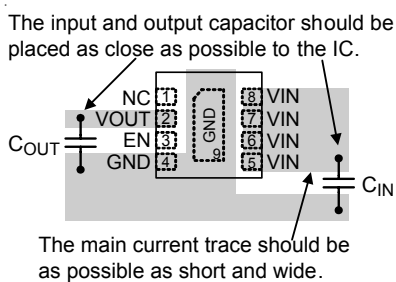 The input and output capacitor should be
placed as close as possible to the IC.
NC 1 8 VIN
VOUT 2 7 VIN
EN 3 6 VIN
GND 4 5 VIN
GND
9
COUT
CIN
The main current trace should be
as possible as short and wide.